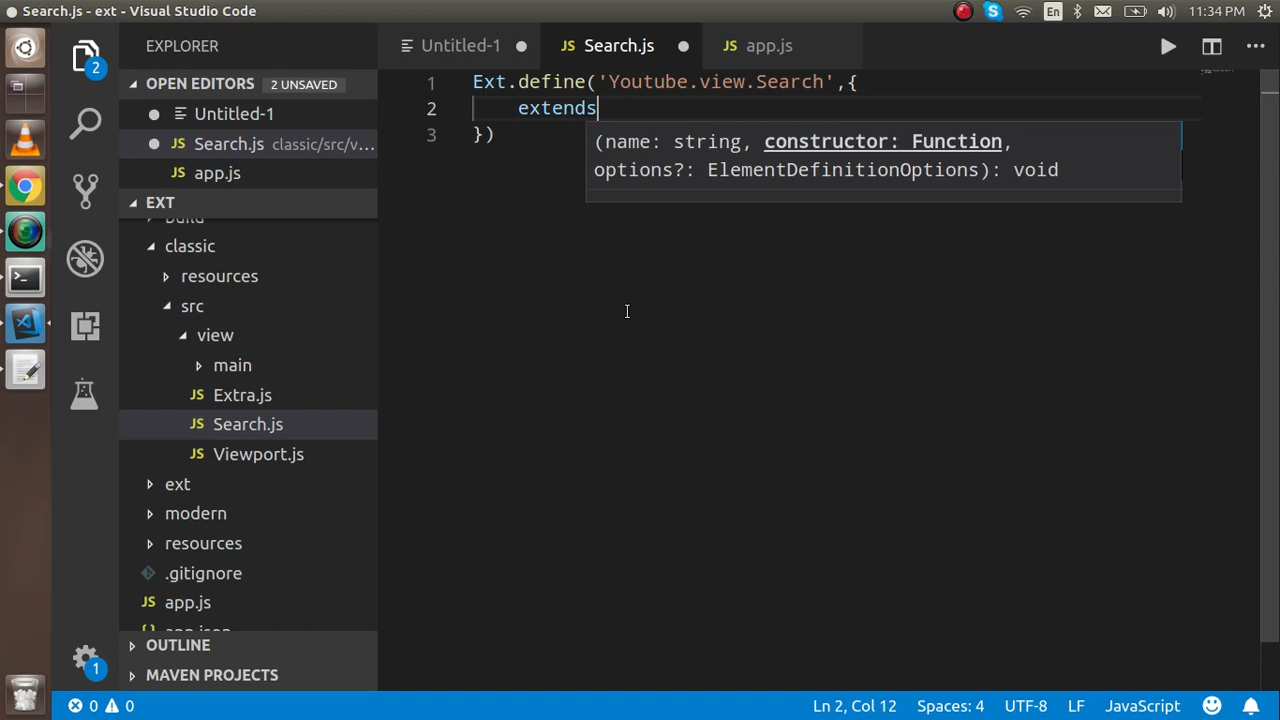 Search.js - ext - Visual Studio Code
En
11:34 PM
2
EXPLORER
OPEN EDITORS 2 UNSAVED
Untitled-1
JS Search.js classic/src/v...
JS app.js
EXT
build
classic
resources
src
view
main
JS Extra.js
JS Search.js
JS Viewport.js
ext
modern
resources
.gitignore
JS app.js
{} app.json
OUTLINE
MAVEN PROJECTS
1
Untitled-1
JS Search.js
JS app.js
1 Ext.define('Youtube.view.Search',{
2 extends
3 })
(name: string, constructor: Function,
options?: ElementDefinitionOptions): void
0 0
Ln 2, Col 12 Spaces: 4 UTF-8 LF JavaScript